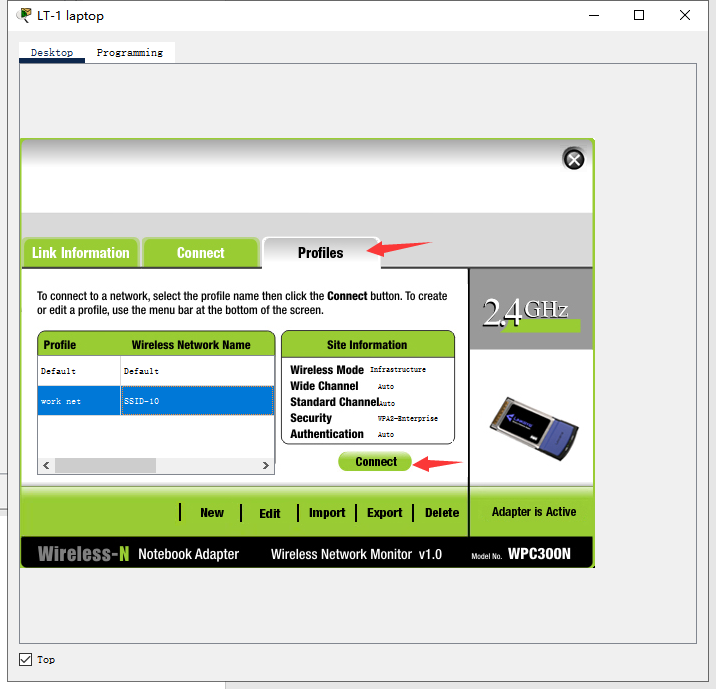 LT-1 laptop
Desktop Programming
Link Information Connect Profiles
To connect to a network, select the profile name then click the Connect button. To create
or edit a profile, use the menu bar at the bottom of the screen.
2.4GHz
Profile Wireless Network Name
Default Default
work net SSID-10
Site Information
Wireless Mode Infrastructure
Wide Channel Auto
Standard Channel Auto
Security WPA2-Enterprise
Authentication Auto
Connect
New Edit Import Export Delete
Adapter is Active
Wireless-N Notebook Adapter Wireless Network Monitor v1.0 Model No. WPC300N
Top